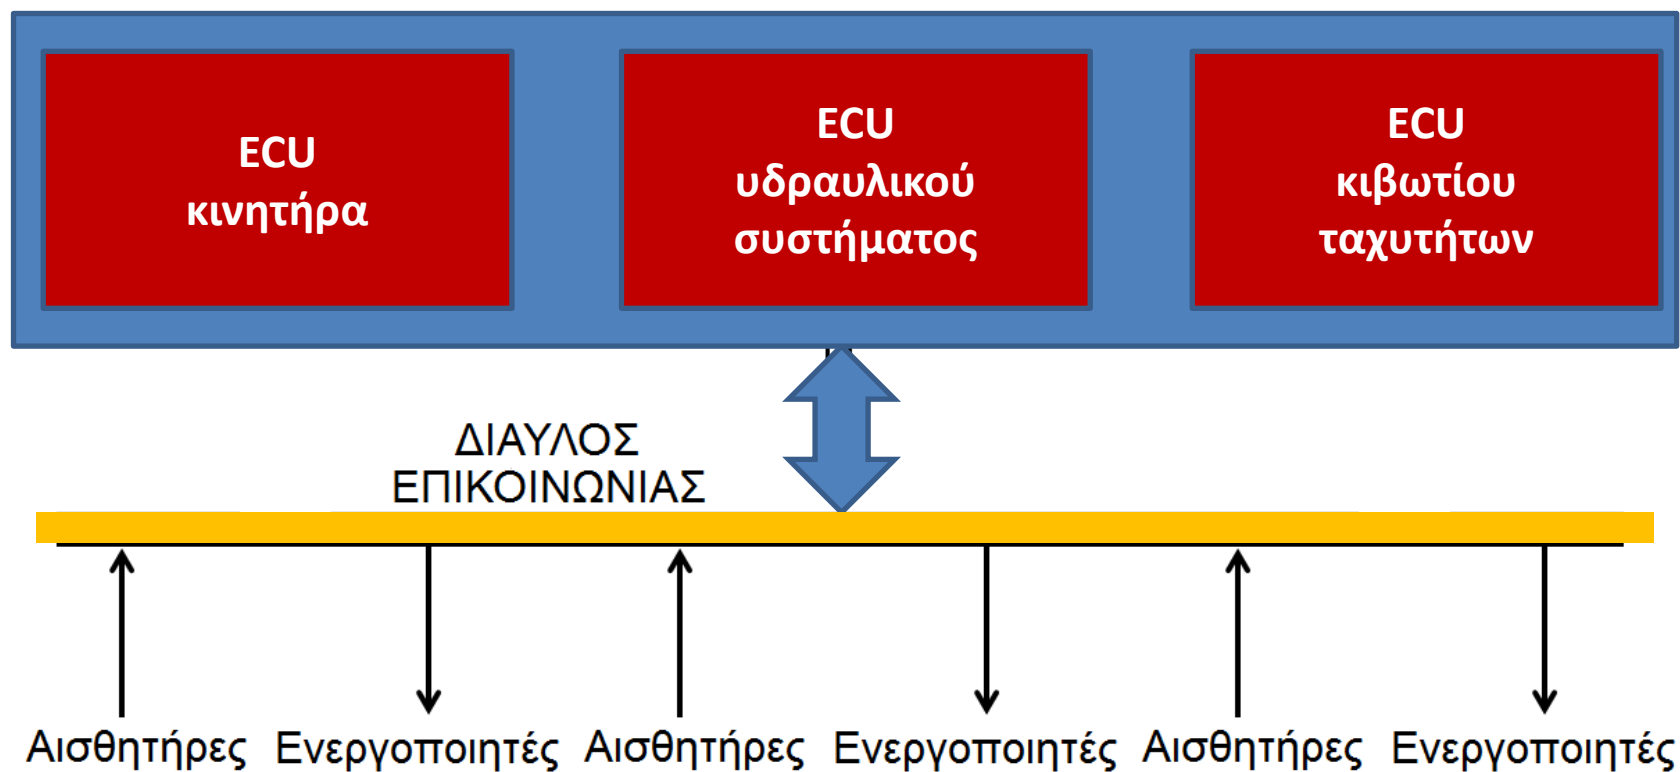 ECU
κινητήρα
ECU
υδραυλικού
συστήματος
ECU
κιβωτίου
ταχυτήτων
ΔΙΑΥΛΟΣ
ΕΠΙΚΟΙΝΩΝΙΑΣ
Αισθητήρες Ενεργοποιητές Αισθητήρες Ενεργοποιητές Αισθητήρες Ενεργοποιητές